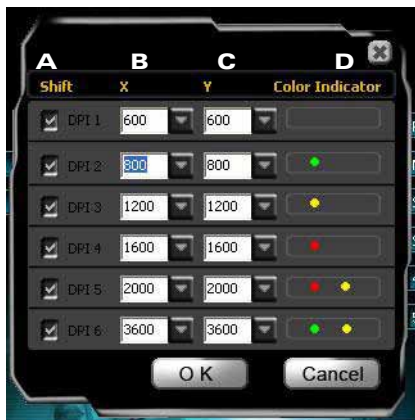 A B C D
Shift X Y Color Indicator
DPI 1 600 600
DPI 2 800 800
DPI 3 1200 1200
DPI 4 1600 1600
DPI 5 2000 2000
DPI 6 3600 3600
OK Cancel